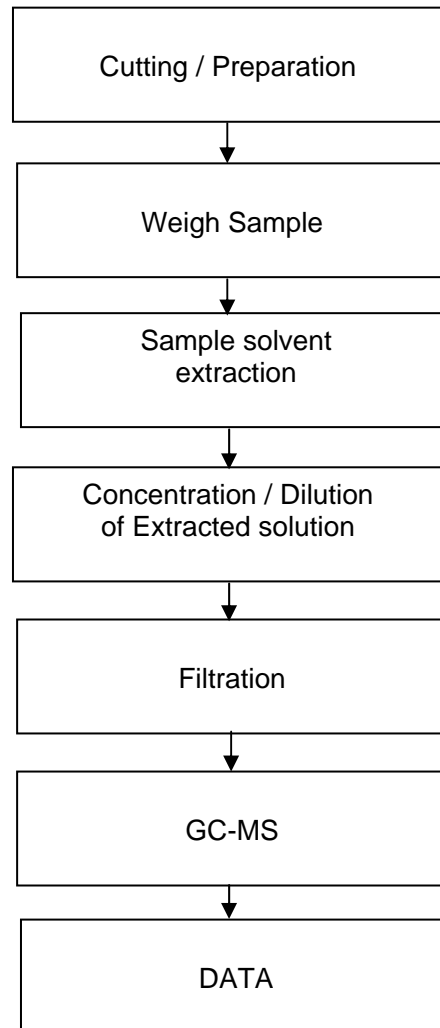 Cutting / Preparation
Weigh Sample
Sample solvent
extraction
Concentration / Dilution
of Extracted solution
Filtration
GC-MS
DATA